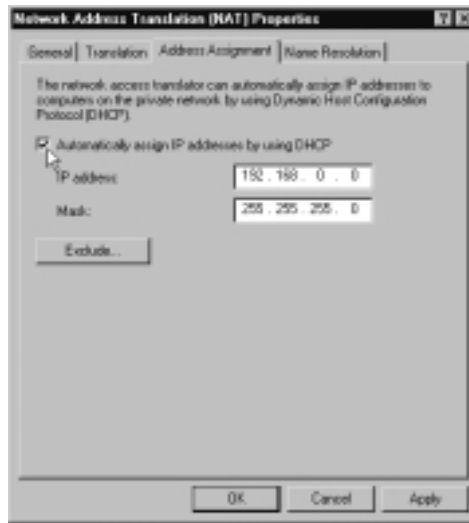 Network Address Translation (NAT) Properties
General Translation Address Assignment Name Resolution
The network access translator can automatically assign IP addresses to
computers on the private network by using Dynamic Host Configuration
Protocol (DHCP).
Automatically assign IP addresses by using DHCP
IP address: 192 . 168 . 0 . 0
Mask: 255 . 255 . 255 . 0
Exclude...
OK Cancel Apply